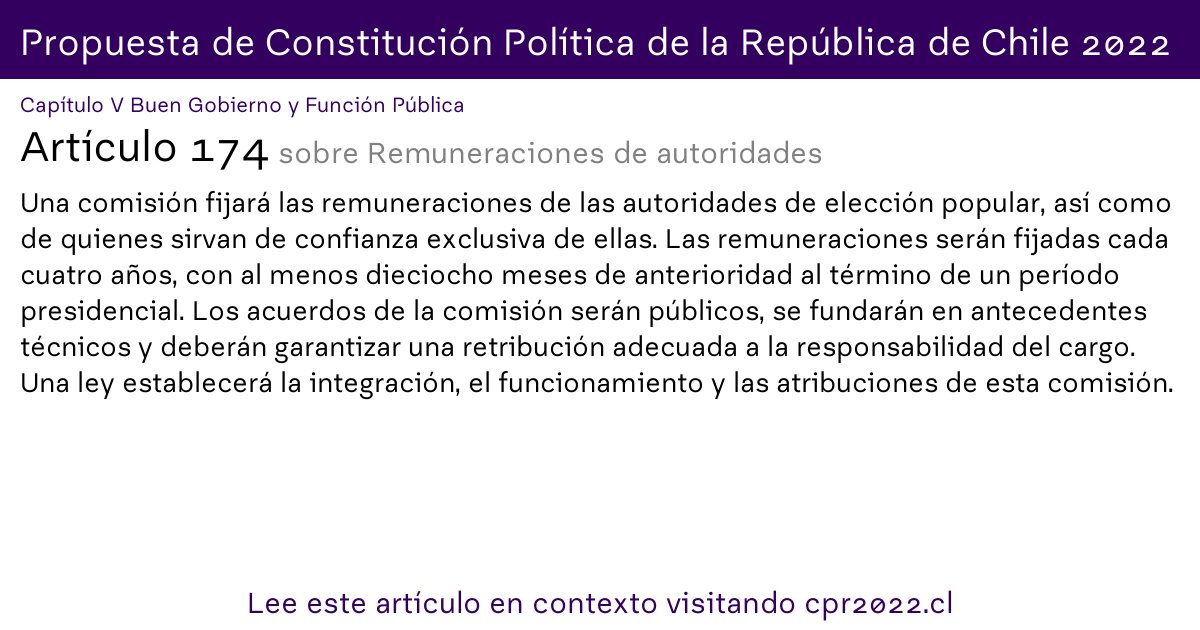 Propuesta de Constitución Política de la República de Chile 2022
Capítulo V Buen Gobierno y Función Pública
Artículo 174 sobre Remuneraciones de autoridades
Una comisión fijará las remuneraciones de las autoridades de elección popular, así como
de quienes sirvan de confianza exclusiva de ellas. Las remuneraciones serán fijadas cada
cuatro años, con al menos dieciocho meses de anterioridad al término de un período
presidencial. Los acuerdos de la comisión serán públicos, se fundarán en antecedentes
técnicos y deberán garantizar una retribución adecuada a la responsabilidad del cargo.
Una ley establecerá la integración, el funcionamiento y las atribuciones de esta comisión.
Lee este artículo en contexto visitando cpr2022.cl